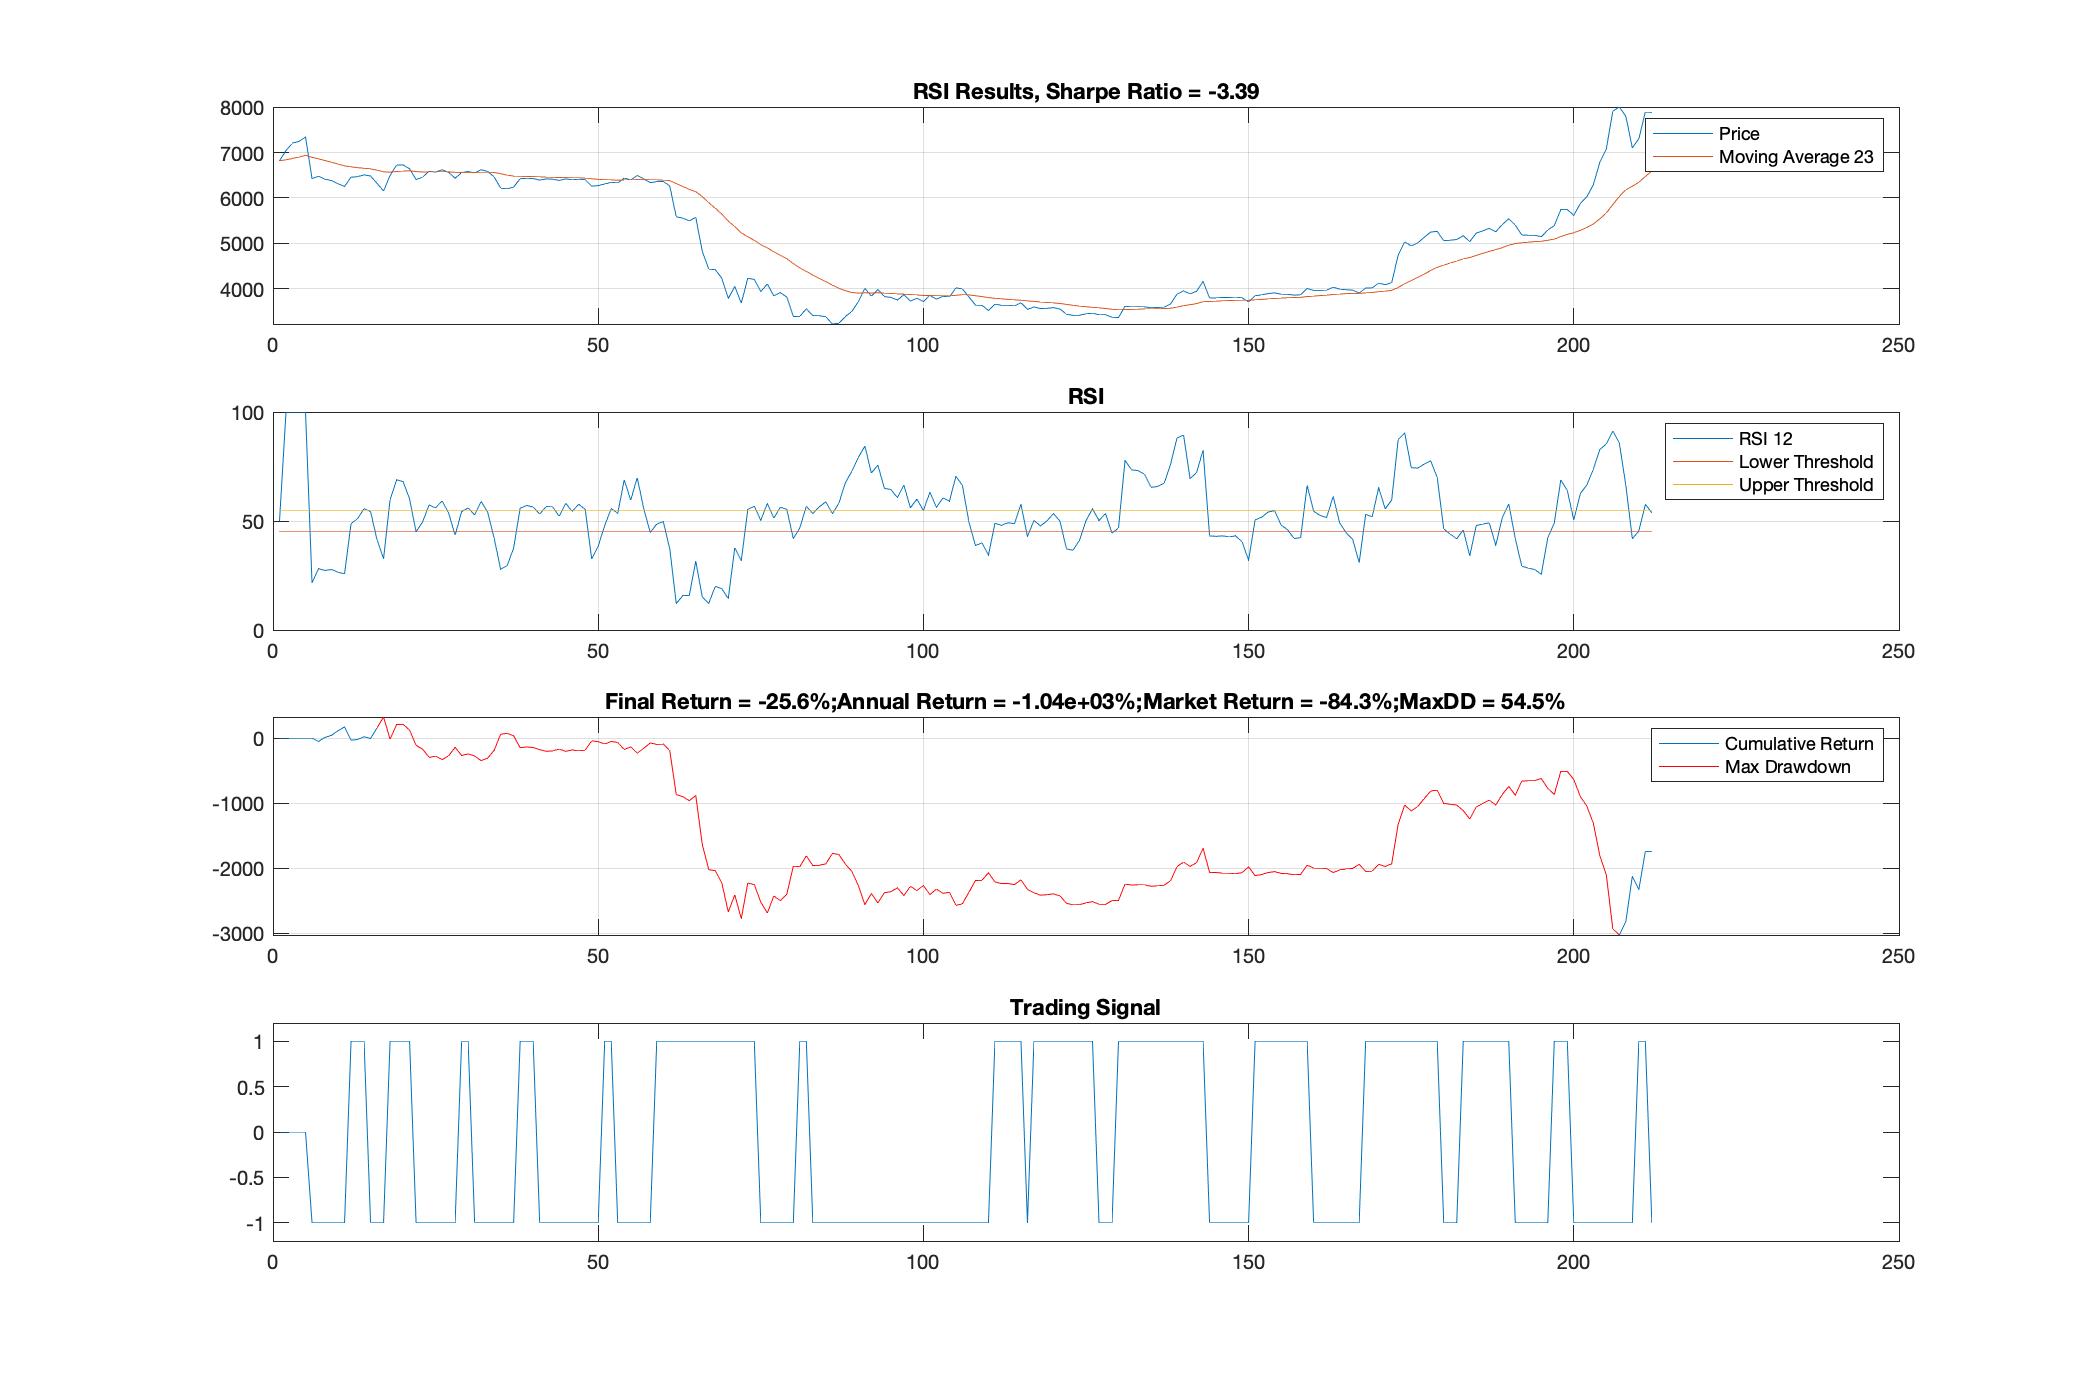 RSI Results, Sharpe Ratio = -3.39
8000
7000
6000
5000
4000
Price
Moving Average 23
0 50 100 150 200 250
RSI
100
50
0
RSI 12
Lower Threshold
Upper Threshold
0 50 100 150 200 250
Final Return = -25.6%;Annual Return = -1.04e+03%;Market Return = -84.3%;MaxDD = 54.5%
0
-1000
-2000
-3000
Cumulative Return
Max Drawdown
0 50 100 150 200 250
Trading Signal
1
0.5
0
-0.5
-1
0 50 100 150 200 250